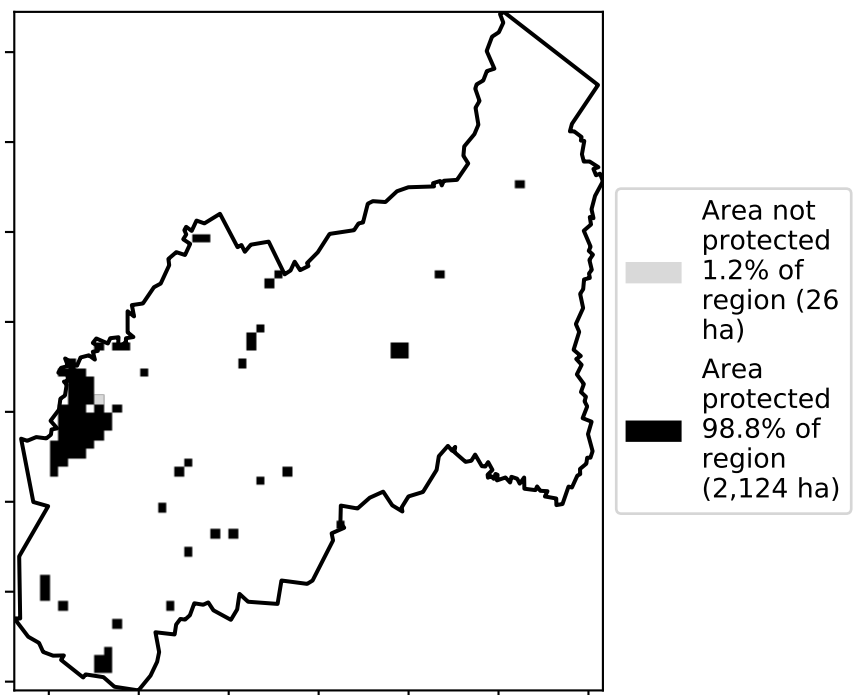 Area not
protected
1.2% of
region (26
ha)
Area
protected
98.8% of
region
(2,124 ha)